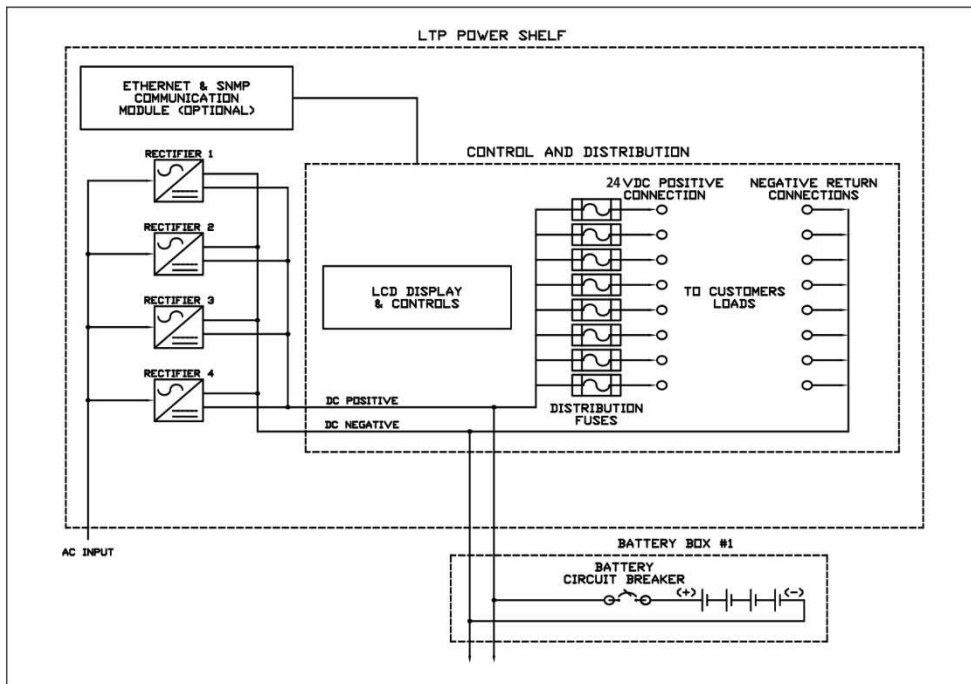 LTP POWER SHELF
ETHERNET & SNMP
COMMUNICATION
MODULE (OPTIONAL)
RECTIFIER 1
RECTIFIER 2
RECTIFIER 3
RECTIFIER 4
AC INPUT
CONTROL AND DISTRIBUTION
LCD DISPLAY
& CONTROLS
24 VDC POSITIVE
CONNECTION
NEGATIVE RETURN
CONNECTIONS
TO CUSTOMERS
LOADS
DISTRIBUTION
FUSES
DC POSITIVE
DC NEGATIVE
BATTERY BOX #1
BATTERY
CIRCUIT BREAKER
(+)
(-)